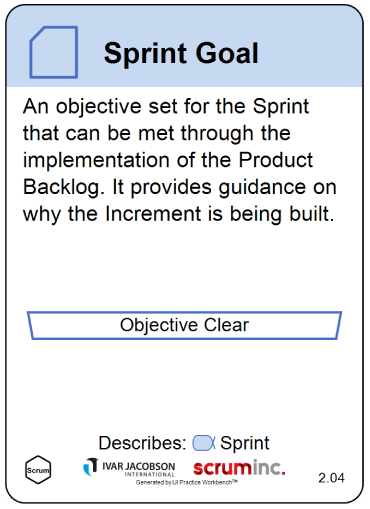 Sprint Goal
An objective set for the Sprint
that can be met through the
implementation of the Product
Backlog. It provides guidance on
why the Increment is being built.
Objective Clear
Describes: Sprint
Scrum
IVAR JACOBSON
INTERNATIONAL
scruminc.
Generated by IJI Practice Workbench™
2.04